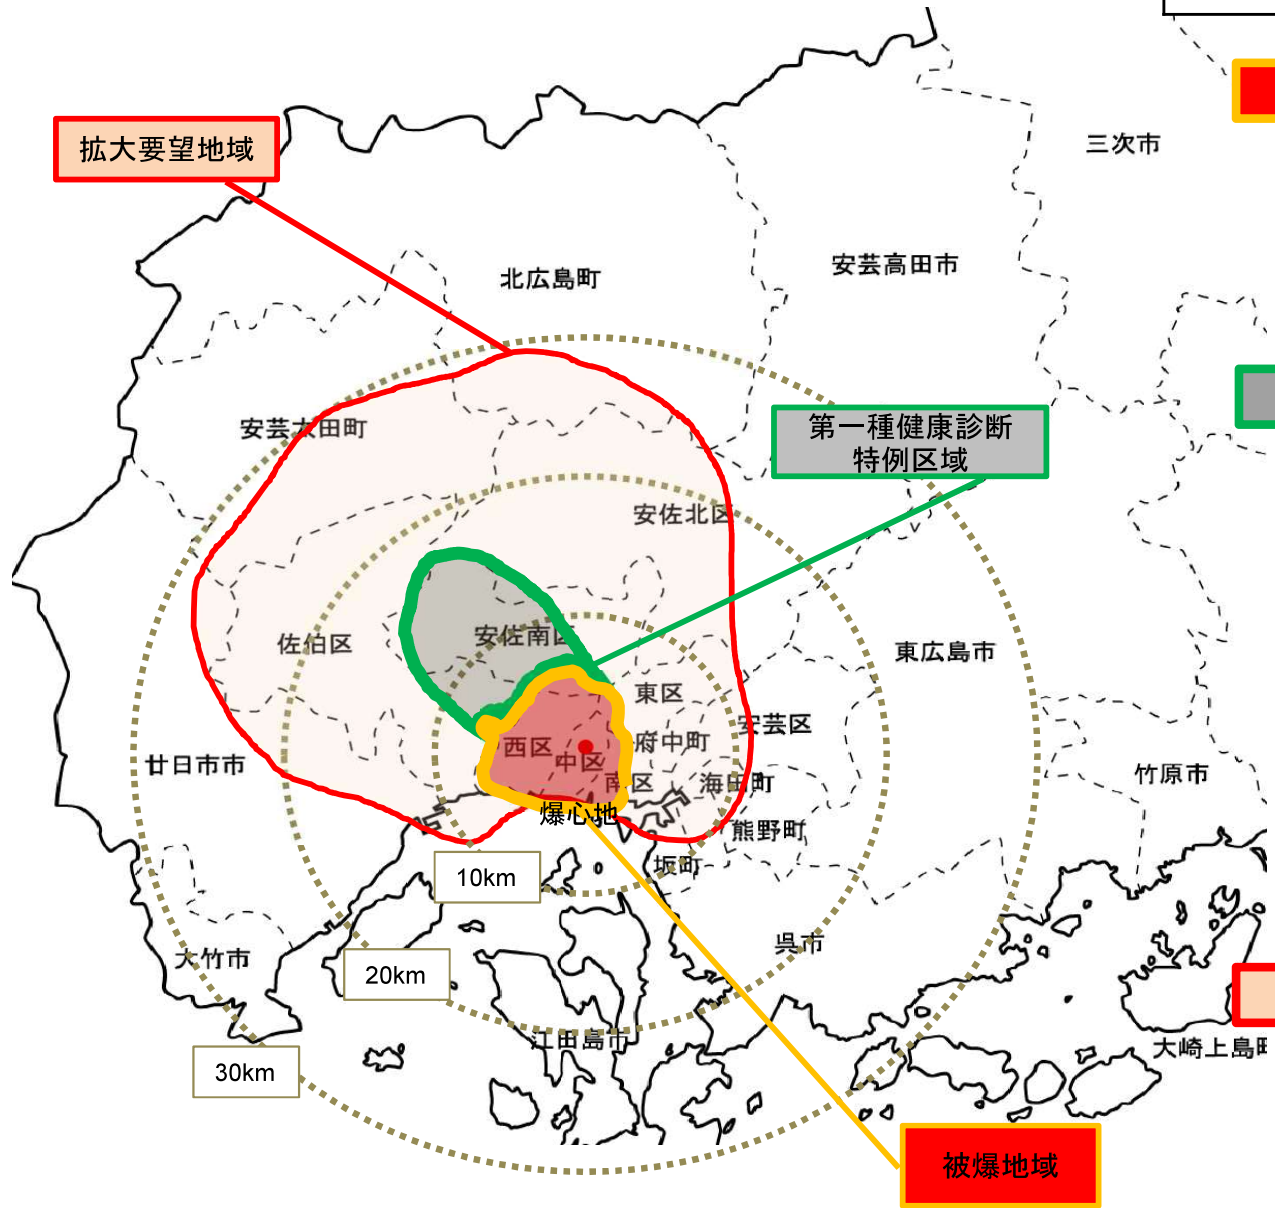 三次市
拡大要望地域
安芸高田市
北広島町
安芸太田町
第一種健康診断
特例区域
安佐北区
安佐南区
佐伯区
東広島市
東区
安芸区
西区
府中町
中区
廿日市市
竹原市
南区
海田町
爆心地
熊野町
坂町
10km
呉市
大竹市
20km
江田島市
大崎上島町
30km
被爆地域